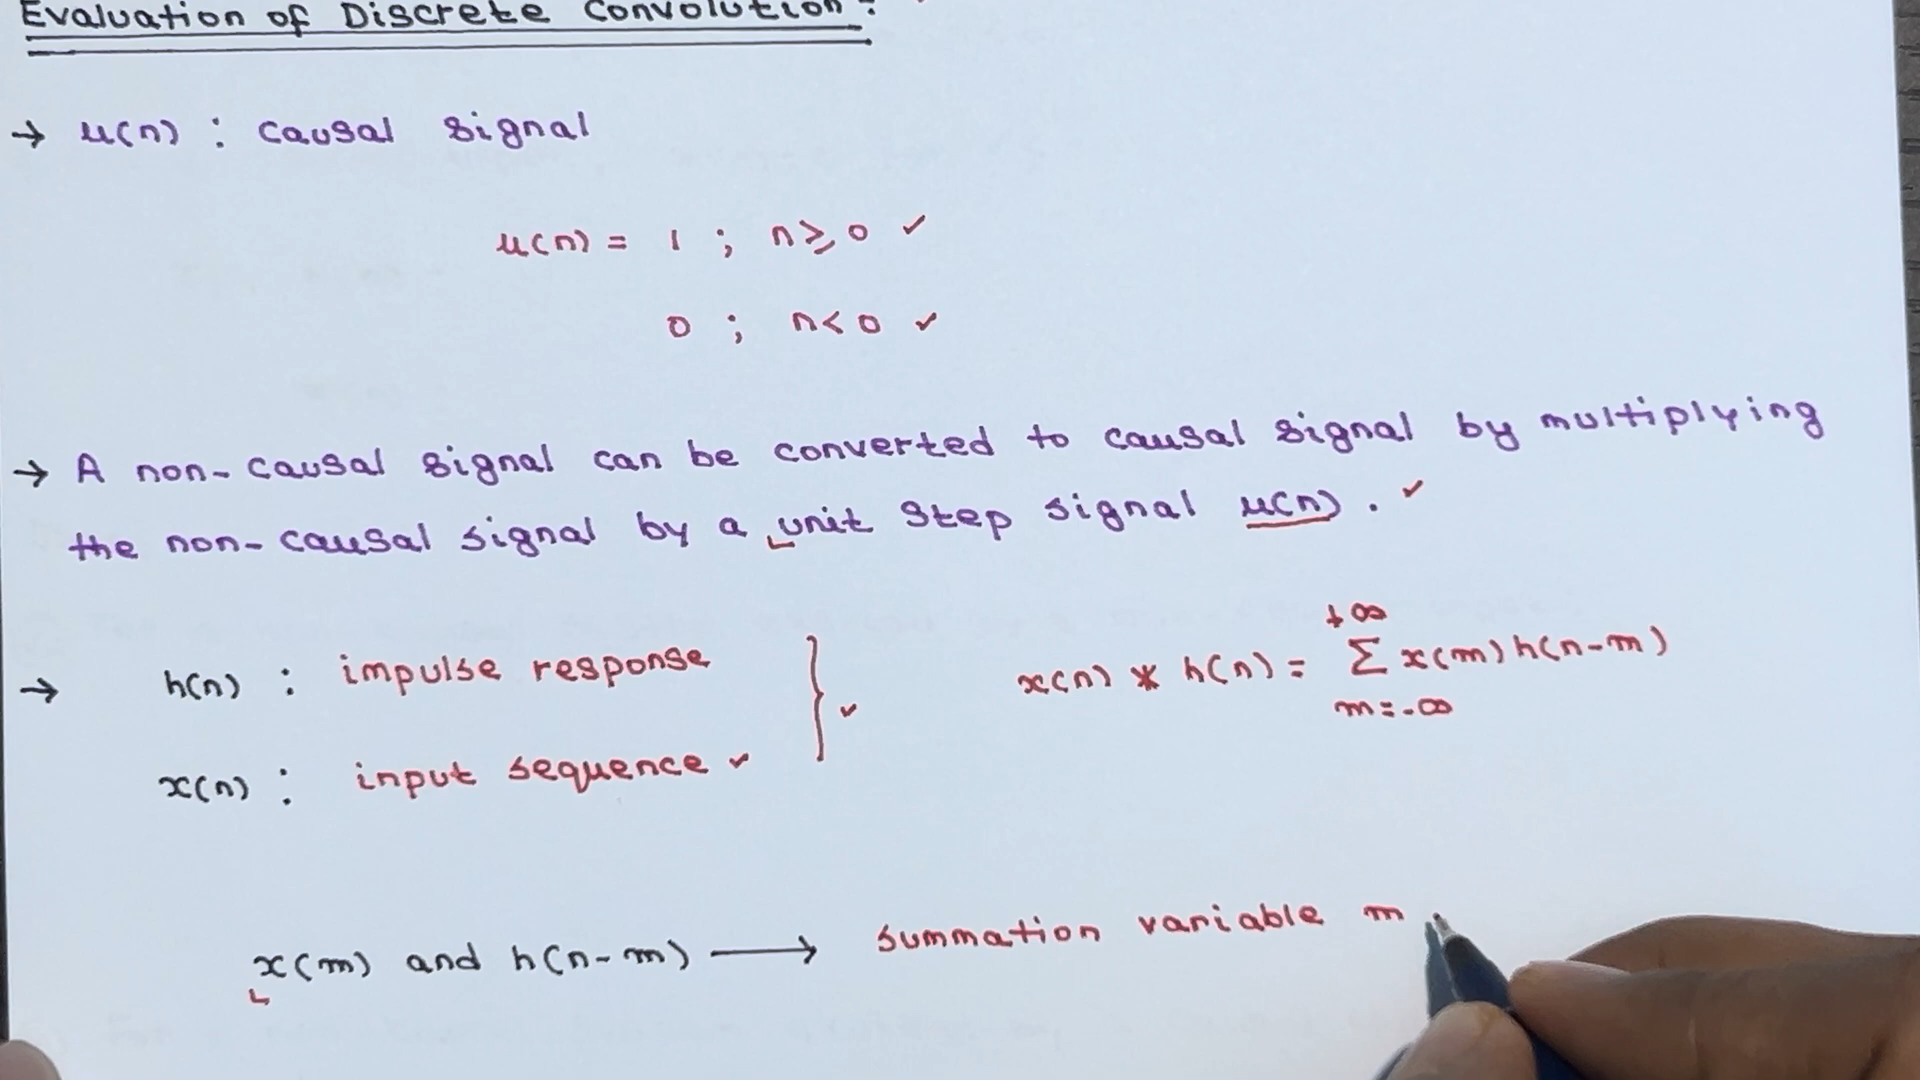 Evaluation of Discrete Convolution:
→ u(n) : causal signal
u(n) = 1 ; n ≥ 0 ✓
0 ; n < 0 ✓
→ A non-causal signal can be converted to causal signal by multiplying
the non-causal signal by a unit step signal u(n). ✓
→ h(n) : impulse response
x(n) : input sequence ✓
} ✓
+∞
x(n) * h(n) = Σ x(m) h(n-m)
m=-∞
x(m) and h(n-m) ⟶ summation variable m